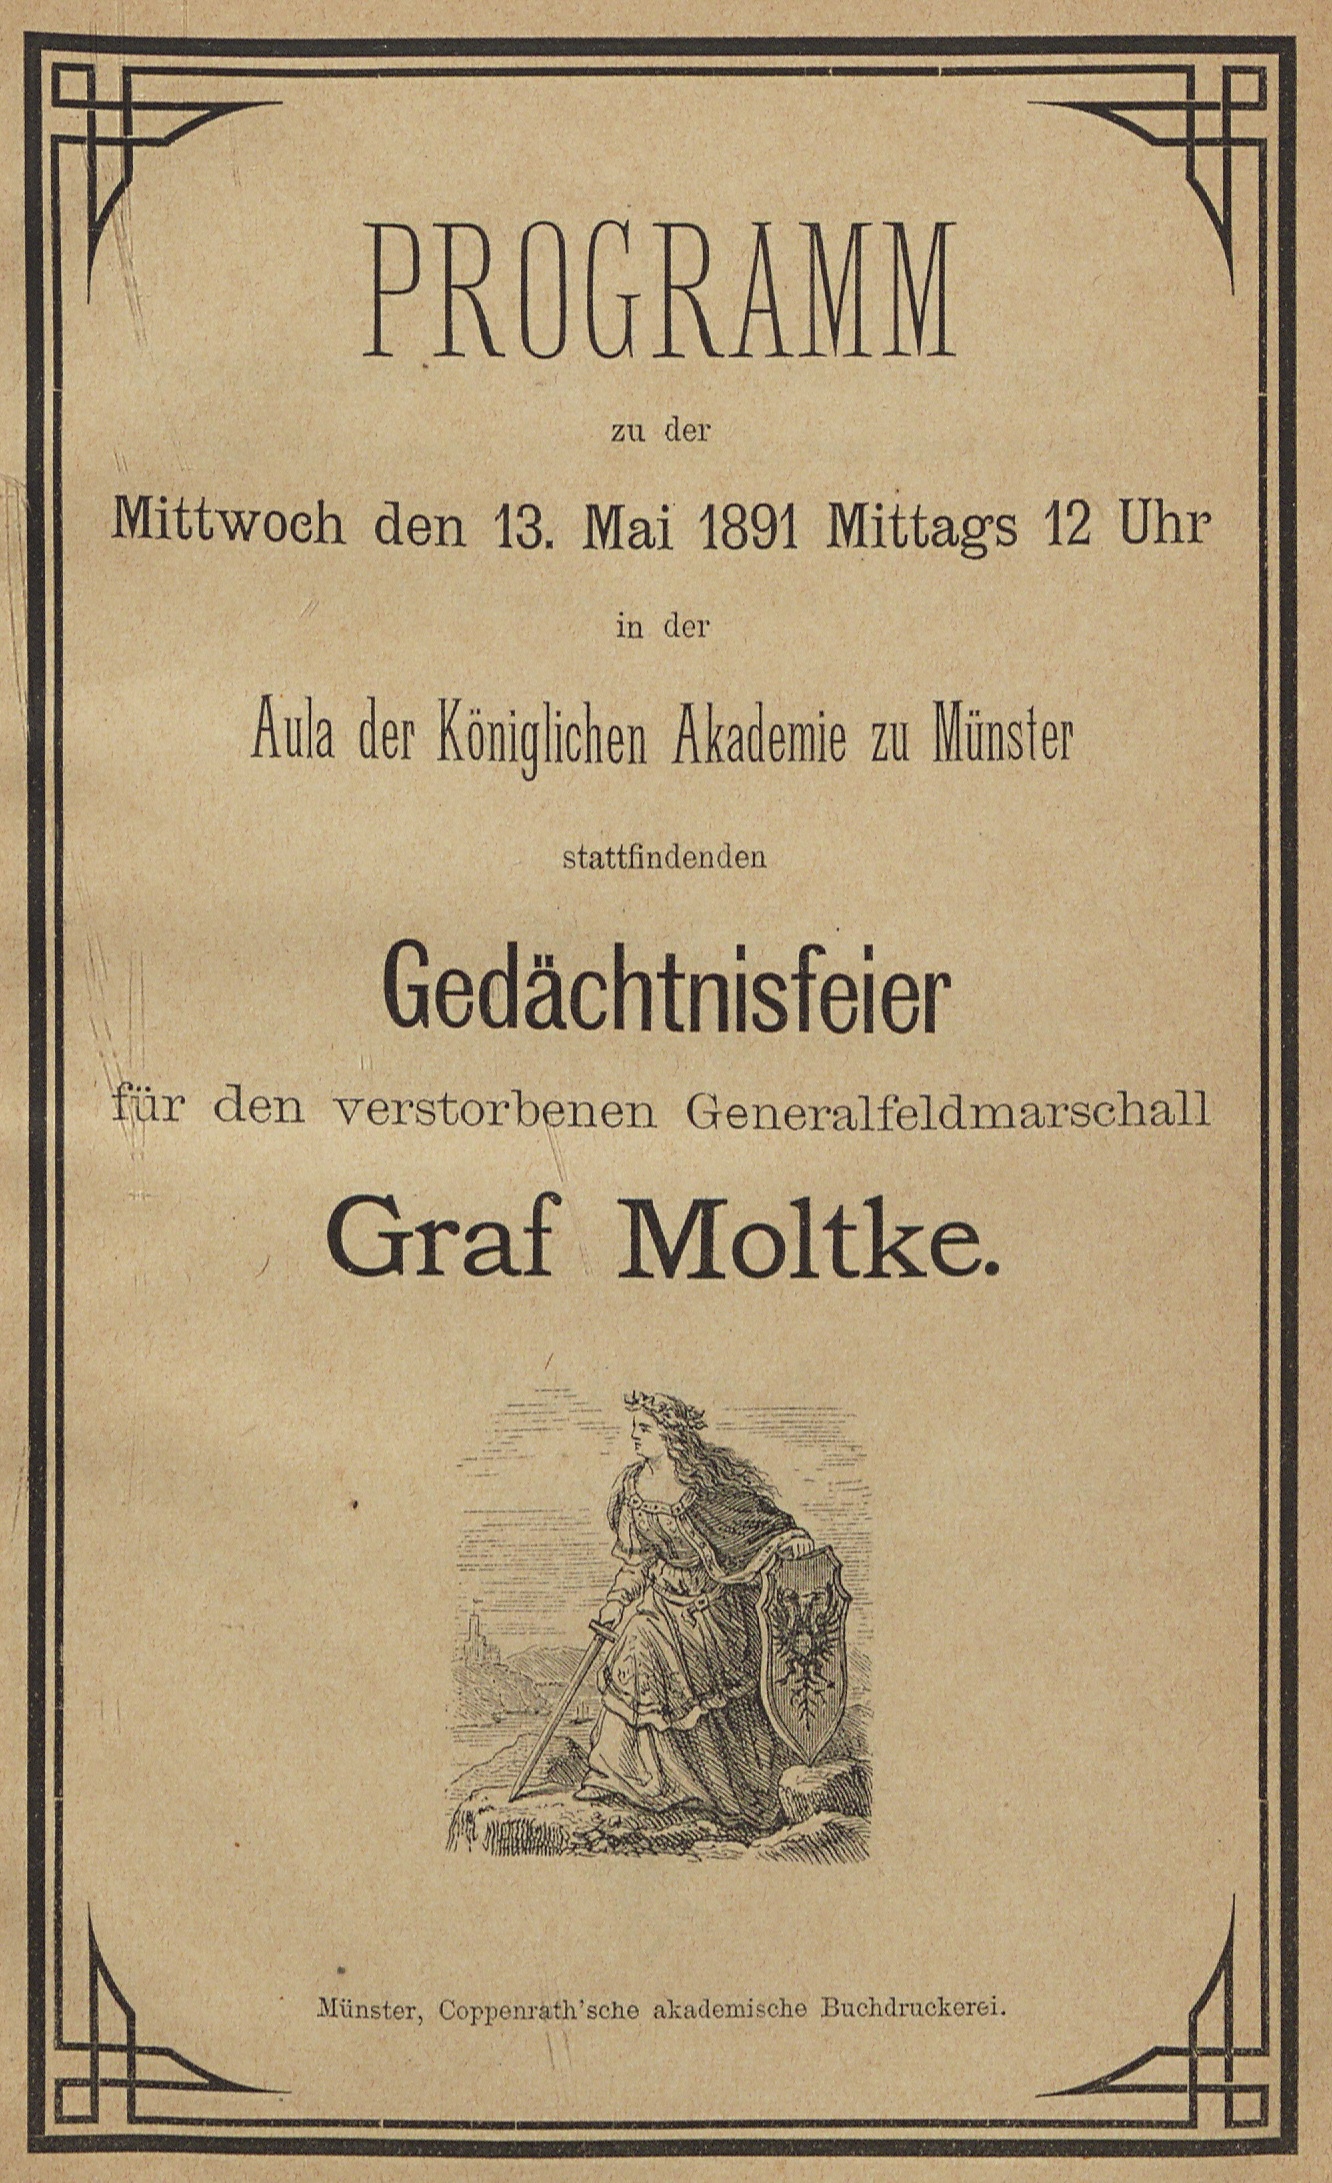 PROGRAMM
zu der
Mittwoch den 13. Mai 1891 Mittags 12 Uhr
in der
Aula der Königlichen Akademie zu Münster
stattfindenden
Gedächtnisfeier
für den verstorbenen Generalfeldmarschall
Graf Moltke.
Münster, Coppenrath'sche akademische Buchdruckerei.